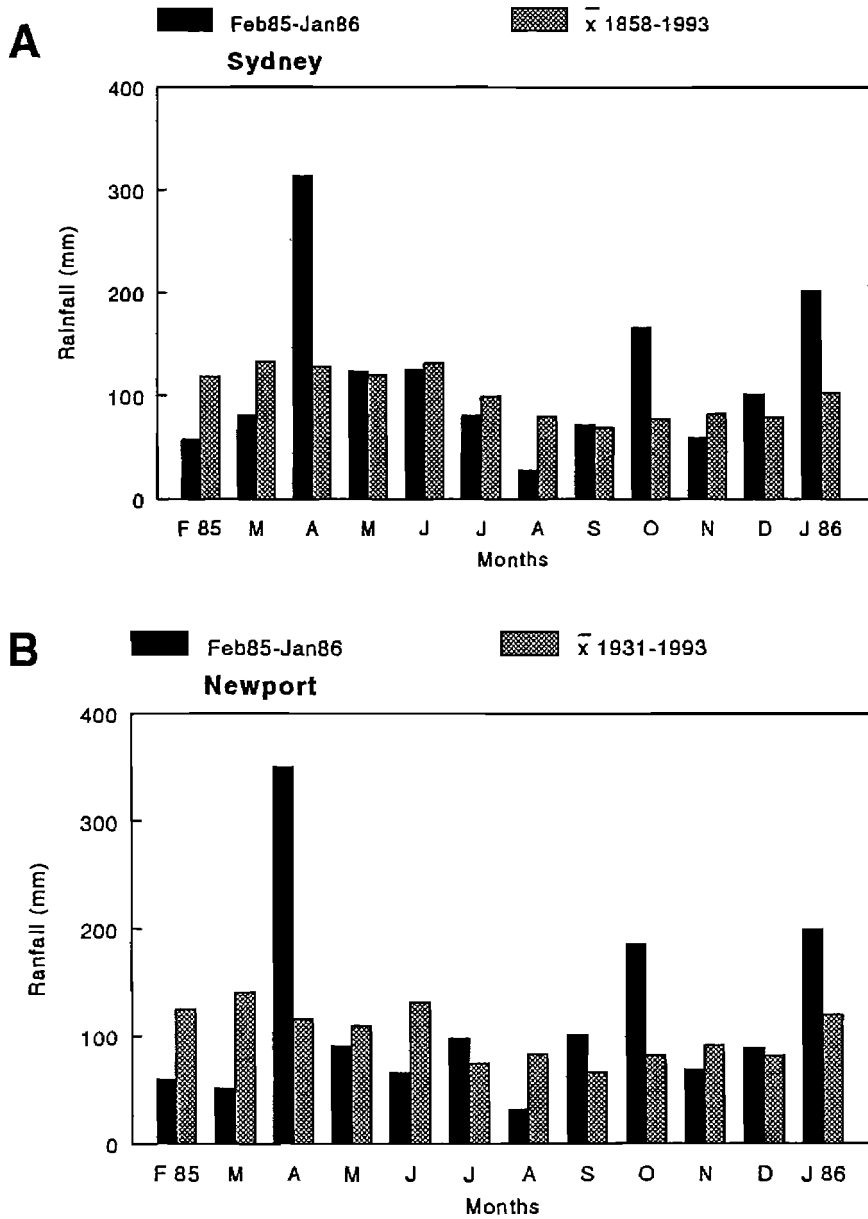 A
Feb85-Jan86 x̄ 1858-1993
Sydney
400
300
200
100
0
Rainfall (mm)
F 85 M A M J J A S O N D J 86
Months
B
Feb85-Jan86 x̄ 1931-1993
Newport
400
300
200
100
0
Ranfall (mm)
F 85 M A M J J A S O N D J 86
Months